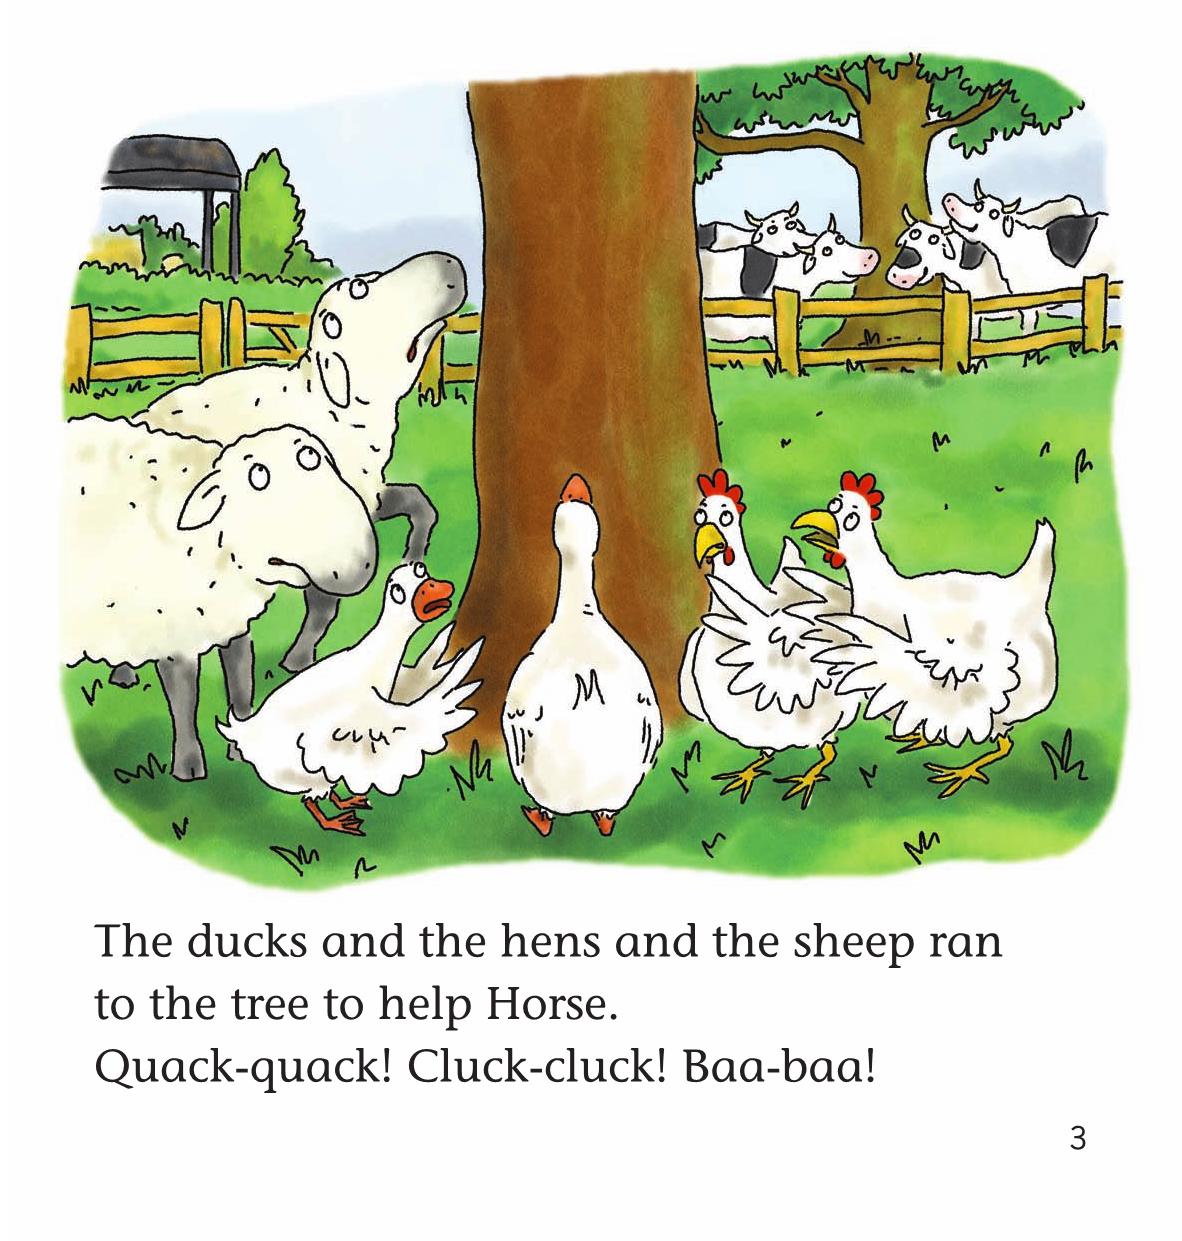 The ducks and the hens and the sheep ran
to the tree to help Horse.
Quack-quack! Cluck-cluck! Baa-baa!
3